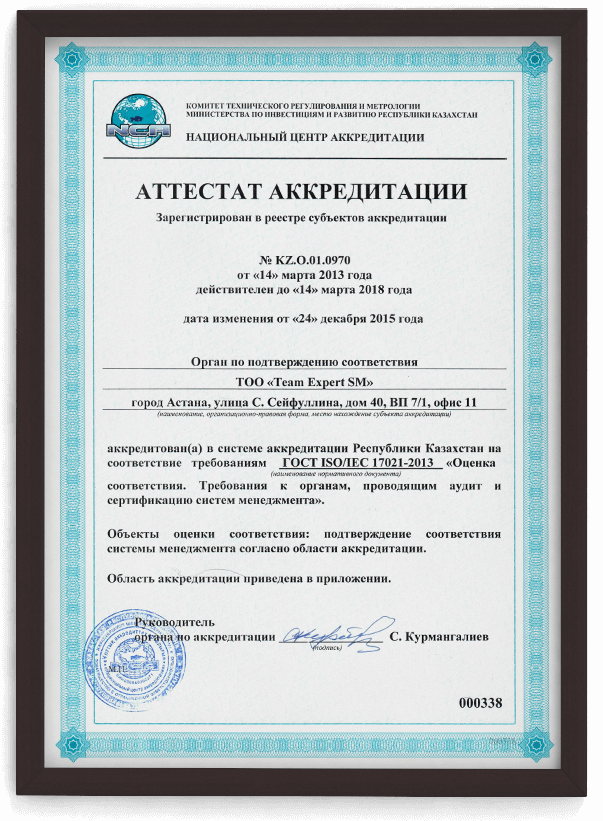 NCA
КОМИТЕТ ТЕХНИЧЕСКОГО РЕГУЛИРОВАНИЯ И МЕТРОЛОГИИ
МИНИСТЕРСТВА ПО ИНВЕСТИЦИЯМ И РАЗВИТИЮ РЕСПУБЛИКИ КАЗАХСТАН
НАЦИОНАЛЬНЫЙ ЦЕНТР АККРЕДИТАЦИИ
АТТЕСТАТ АККРЕДИТАЦИИ
Зарегистрирован в реестре субъектов аккредитации
№ KZ.O.01.0970
от «14» марта 2013 года
действителен до «14» марта 2018 года
дата изменения от «24» декабря 2015 года
Орган по подтверждению соответствия
ТОО «Team Expert SM»
город Астана, улица С. Сейфуллина, дом 40, ВП 7/1, офис 11
(наименование, организационно-правовая форма, место нахождение субъекта аккредитации)
аккредитован(а) в системе аккредитации Республики Казахстан на
соответствие требованиям ГОСТ ISO/IEC 17021-2013 «Оценка
(наименование нормативного документа)
соответствия. Требования к органам, проводящим аудит и
сертификацию систем менеджмента».
Объекты оценки соответствия: подтверждение соответствия
системы менеджмента согласно области аккредитации.
Область аккредитации приведена в приложении.
Руководитель
органа по аккредитации С. Курмангалиев
(подпись)
М.П.
000338